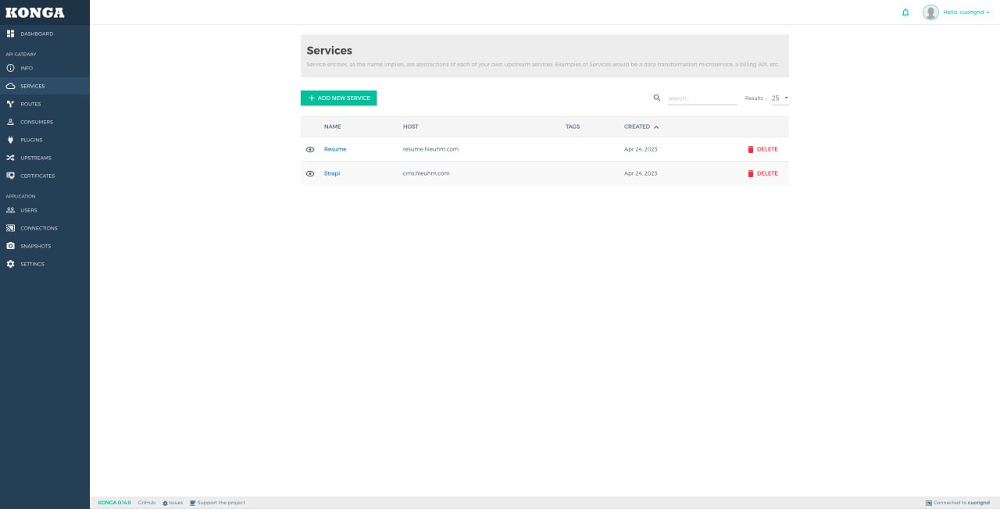 KONGA
Hello, cuongnd
DASHBOARD
API GATEWAY
INFO
SERVICES
ROUTES
CONSUMERS
PLUGINS
UPSTREAMS
CERTIFICATES
APPLICATION
USERS
CONNECTIONS
SNAPSHOTS
SETTINGS
Services
Service entities, as the name implies, are abstractions of each of your own upstream services. Examples of Services would be a data transformation microservice, a billing API, etc.
ADD NEW SERVICE
search...
Results : 25
NAME HOST TAGS CREATED
Resume resume.hieuhm.com Apr 24, 2023 DELETE
Strapi cms.hieuhm.com Apr 24, 2023 DELETE
KONGA 0.14.9 GitHub Issues Support the project Connected to cuongnd